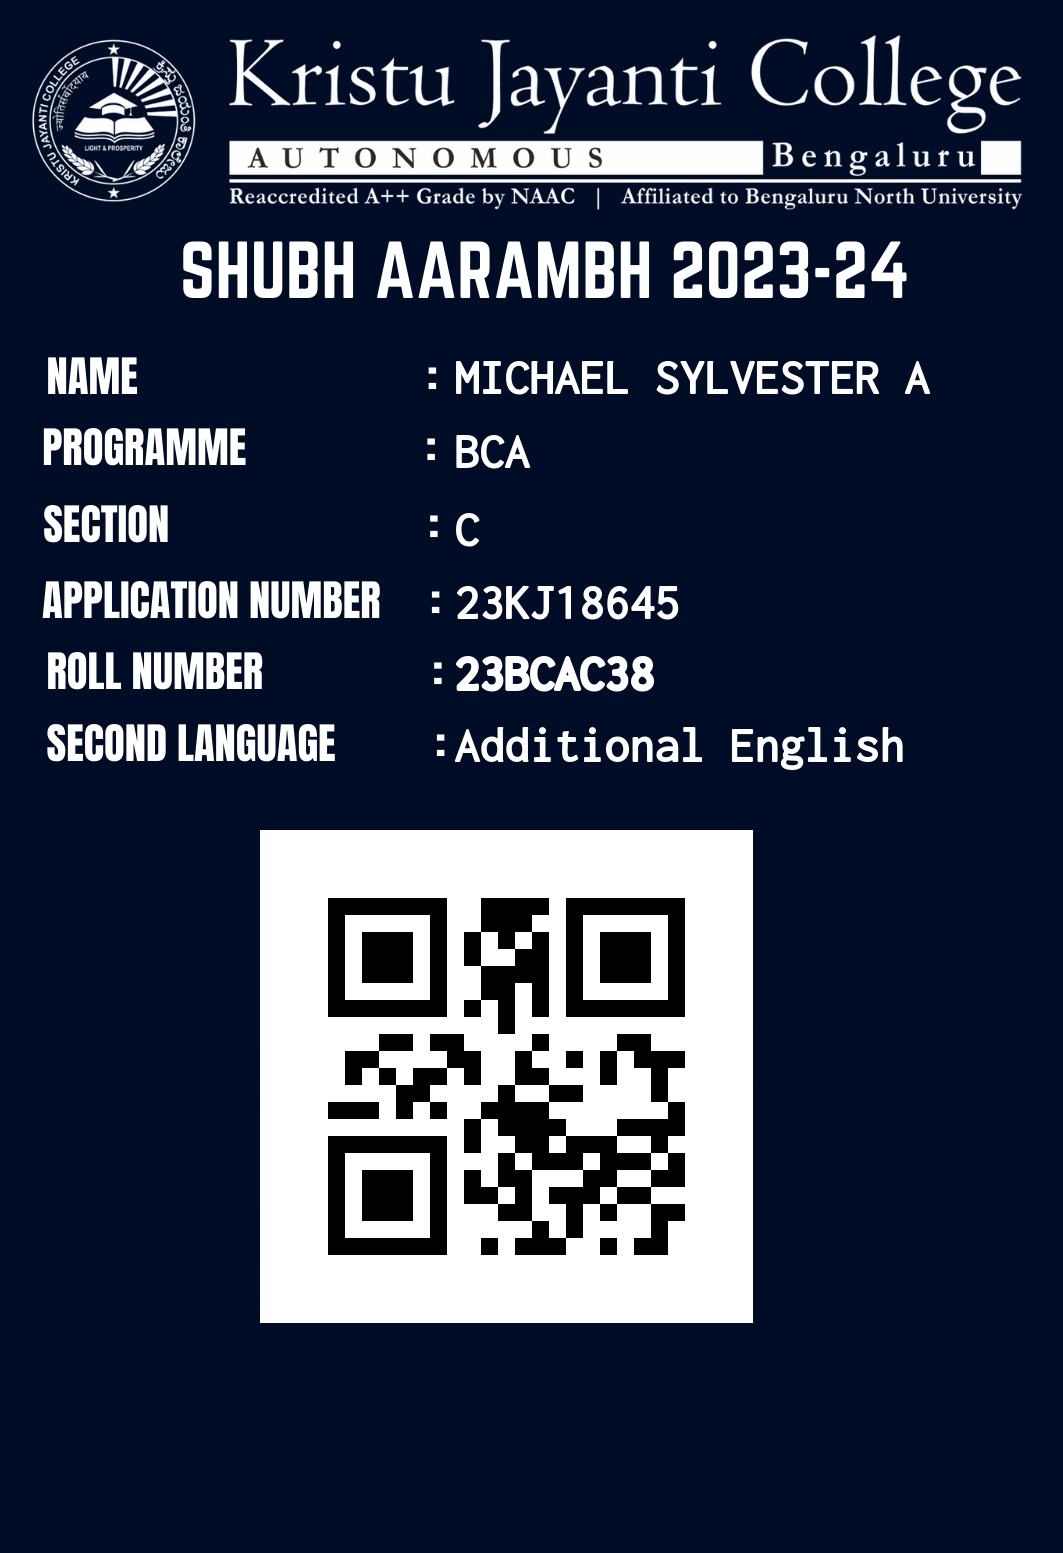 Kristu Jayanti College
AUTONOMOUS Bengaluru
Reaccredited A++ Grade by NAAC | Affiliated to Bengaluru North University
KRISTU JAYANTI COLLEGE
LIGHT & PROSPERITY
SHUBH AARAMBH 2023-24
NAME : MICHAEL SYLVESTER A
PROGRAMME : BCA
SECTION : C
APPLICATION NUMBER : 23KJ18645
ROLL NUMBER : 23BCAC38
SECOND LANGUAGE : Additional English